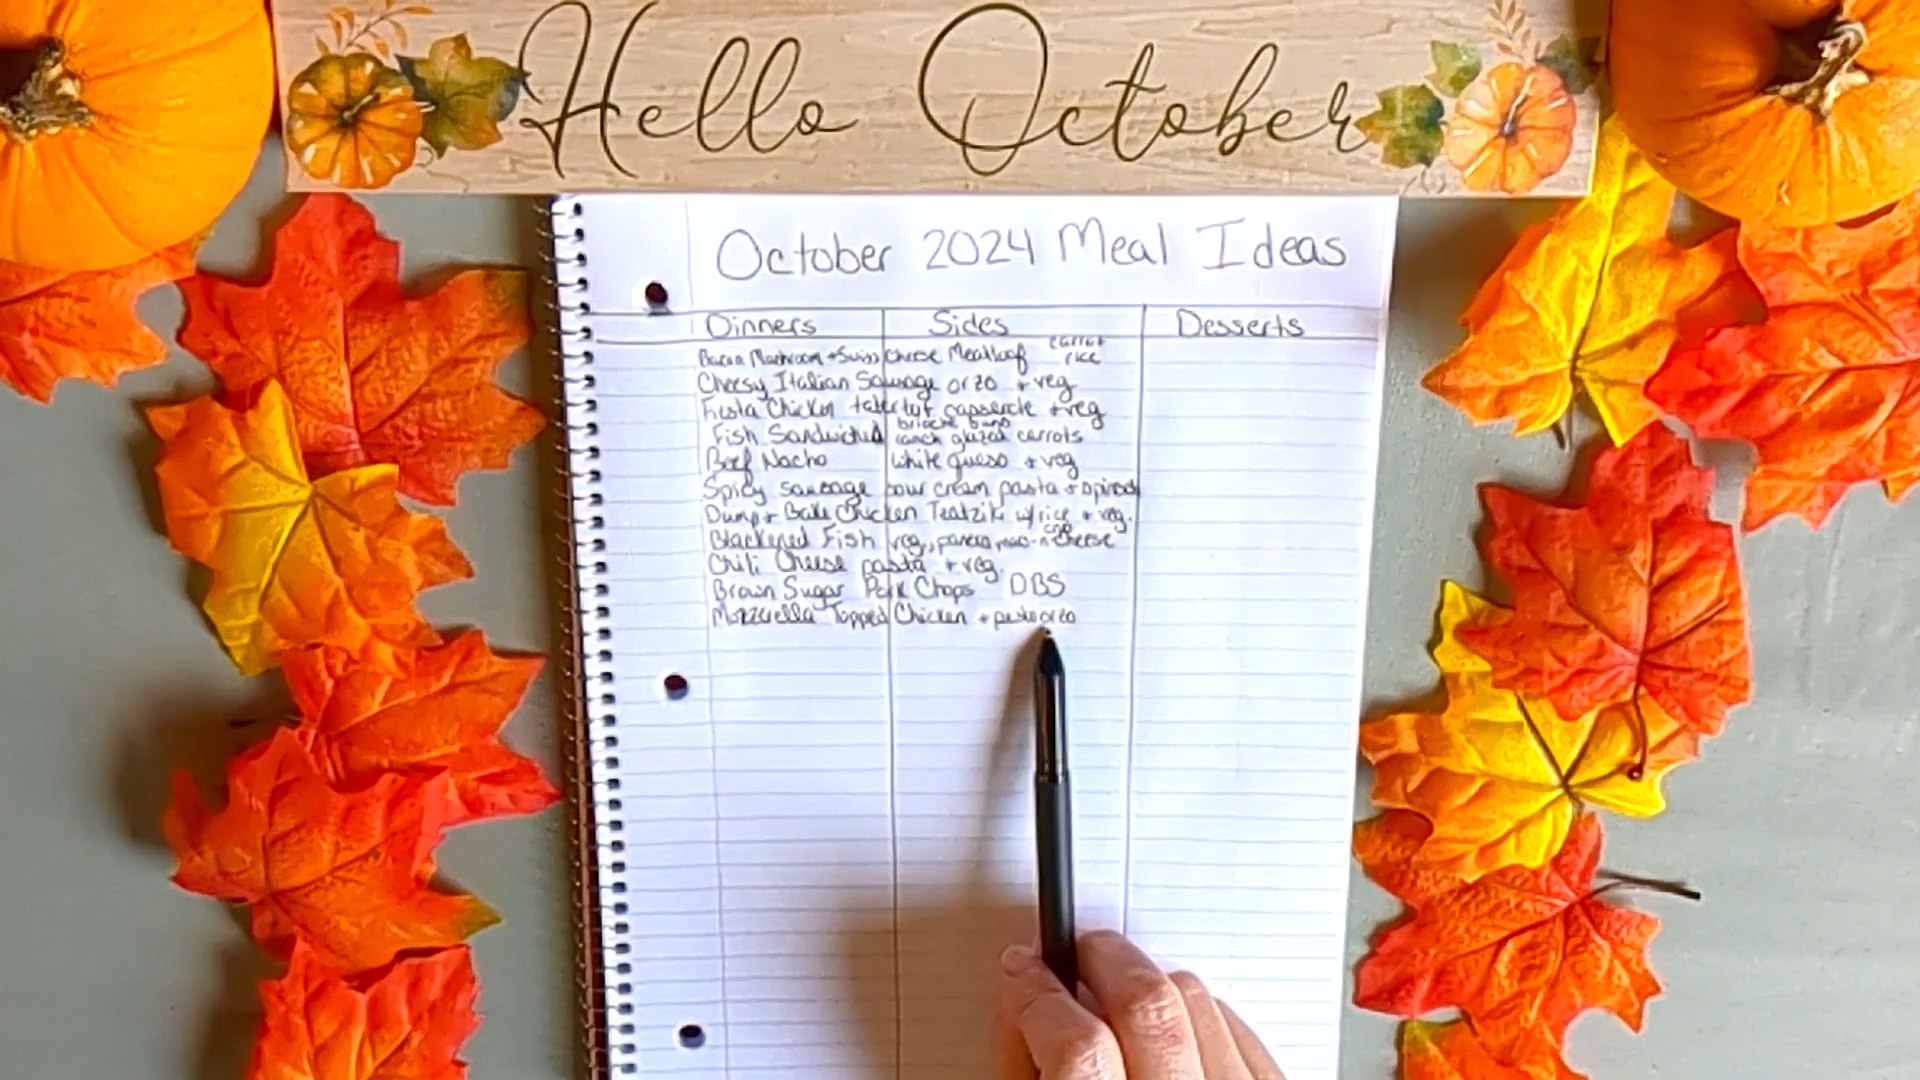 Hello October
October 2024 Meal Ideas
Dinners Sides Desserts
carrot
Bacon Mushroom + Swiss Cheese Meatloaf rice
Cheesy Italian Sausage orzo + veg
Fiesta Chicken tater tot casserole + veg
brioche buns
Fish Sandwiches ranch glazed carrots
Beef Nacho white queso + veg
Spicy sausage sour cream pasta + spinach
Dump + Bake Chicken w/rice + veg.
Blackened Fish veg, mac-n-cheese
Chili Cheese pasta + veg.
Brown Sugar Pork Chops DBS
Mozzarella Topped Chicken + pesto orzo